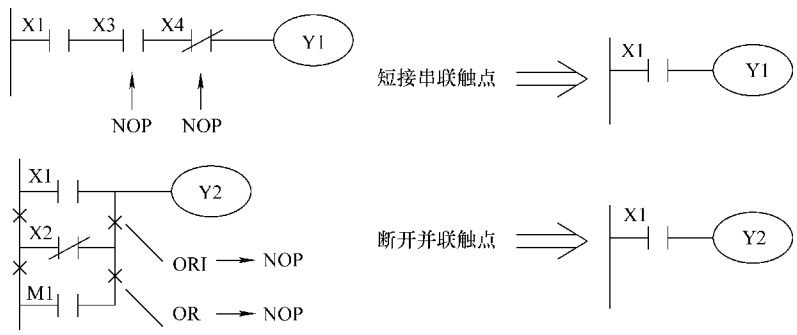 X1 X3 X4 Y1
NOP NOP
短接串联触点
X1 Y1
X1 Y2
X2
ORI NOP
M1
OR NOP
断开并联触点
X1 Y2